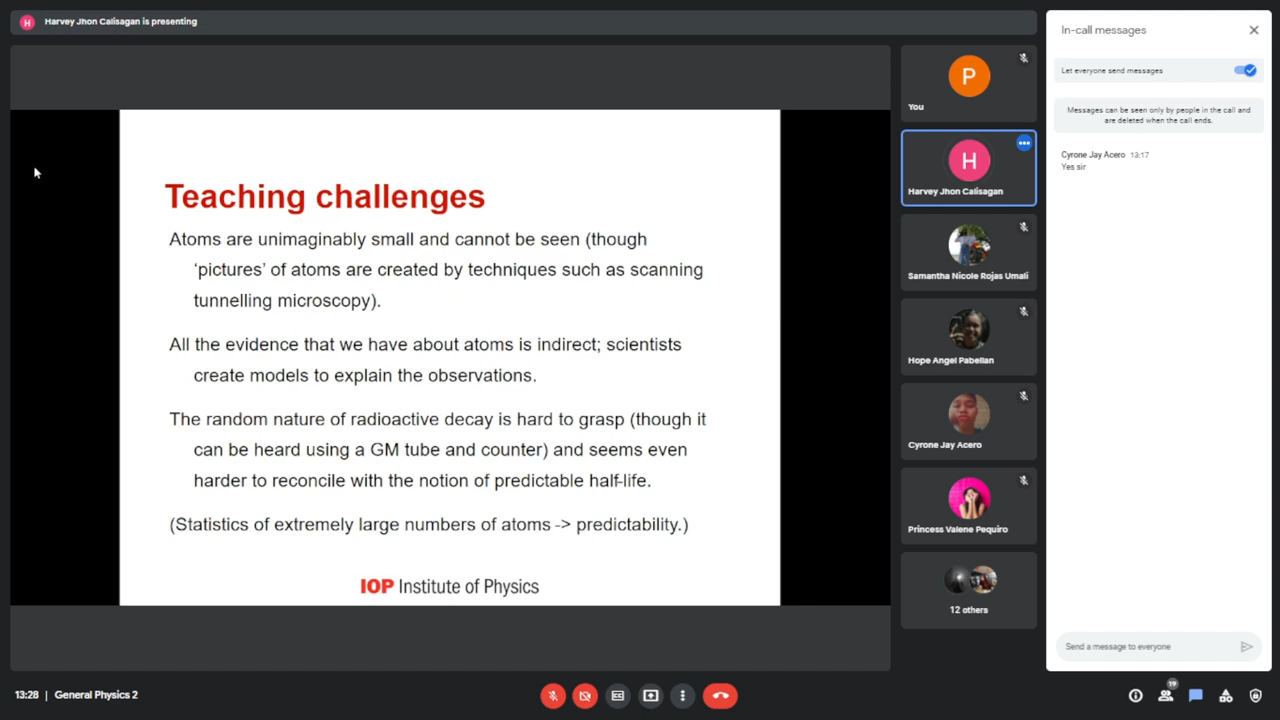 H Harvey Jhon Calisagan is presenting
Teaching challenges
Atoms are unimaginably small and cannot be seen (though
‘pictures’ of atoms are created by techniques such as scanning
tunnelling microscopy).
All the evidence that we have about atoms is indirect; scientists
create models to explain the observations.
The random nature of radioactive decay is hard to grasp (though it
can be heard using a GM tube and counter) and seems even
harder to reconcile with the notion of predictable half-life.
(Statistics of extremely large numbers of atoms -> predictability.)
IOP Institute of Physics
P
You
H
Harvey Jhon Calisagan
Samantha Nicole Rojas Umali
Hope Angel Pabellan
Cyrone Jay Acero
Princess Valene Pequiro
12 others
In-call messages
Let everyone send messages
Messages can be seen only by people in the call and
are deleted when the call ends.
Cyrone Jay Acero 13:17
Yes sir
Send a message to everyone
13:28 | General Physics 2
19